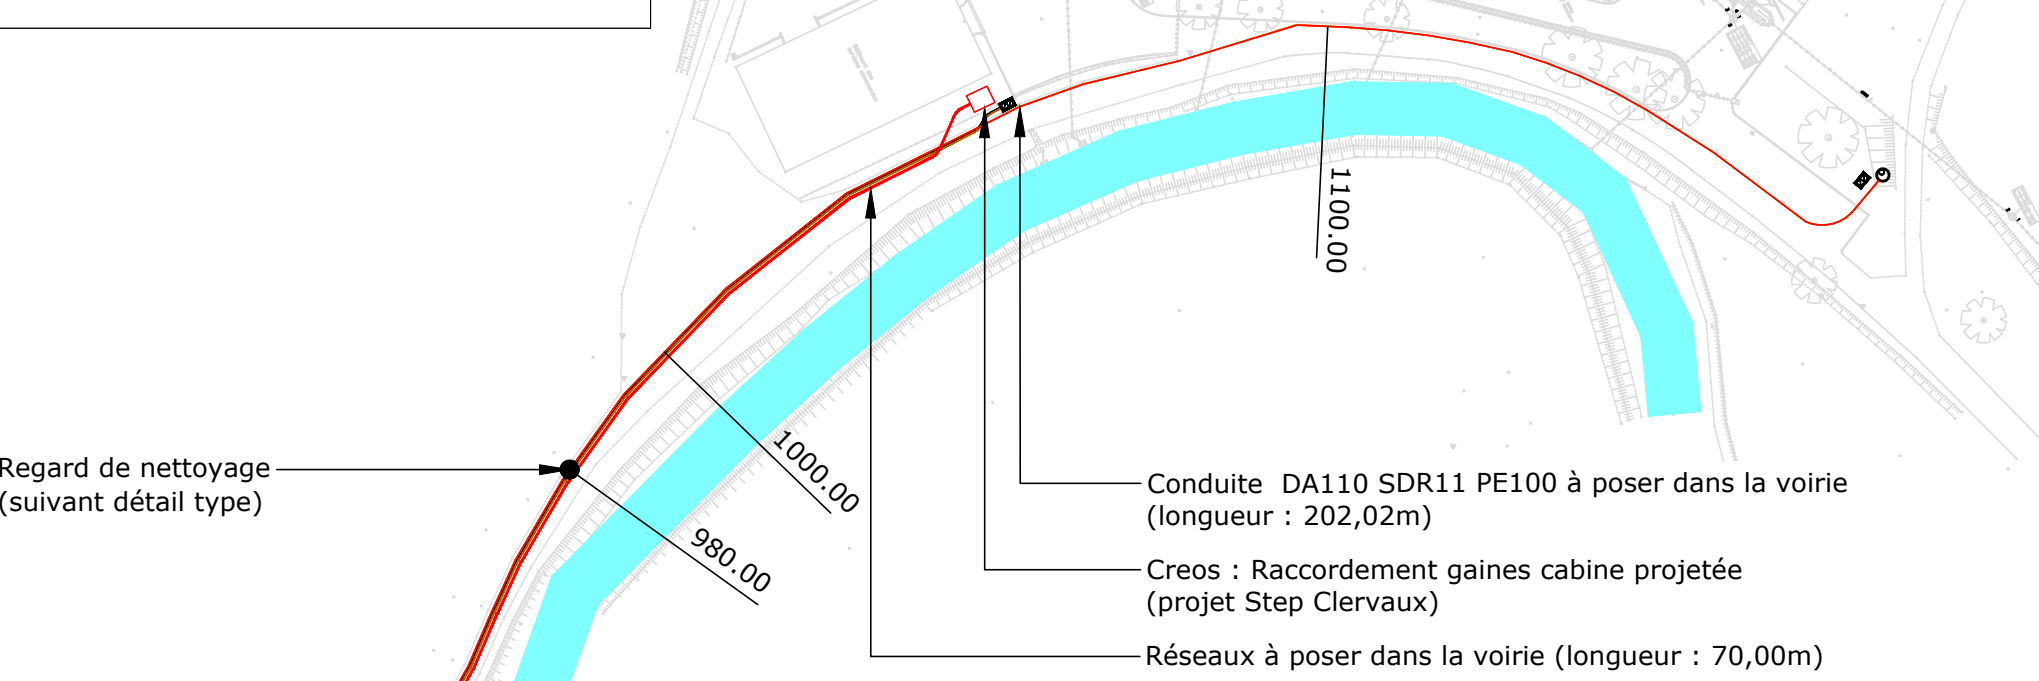 1100.00
1000.00
980.00
Regard de nettoyage
(suivant détail type)
Conduite DA110 SDR11 PE100 à poser dans la voirie
(longueur : 202,02m)
Creos : Raccordement gaines cabine projetée
(projet Step Clervaux)
Réseaux à poser dans la voirie (longueur : 70,00m)